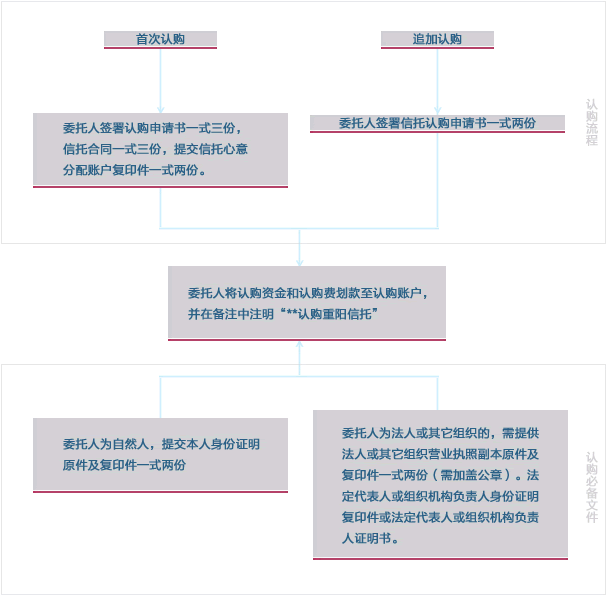 首次认购
追加认购
委托人签署认购申请书一式三份，
信托合同一式三份，提交信托心意
分配账户复印件一式两份。
委托人签署信托认购申请书一式两份
认购流程
委托人将认购资金和认购费划款至认购账户，
并在备注中注明“**认购重阳信托”
委托人为自然人，提交本人身份证明
原件及复印件一式两份
委托人为法人或其它组织的，需提供
法人或其它组织营业执照副本原件及
复印件一式两份（需加盖公章）。法
定代表人或组织机构负责人身份证明
复印件或法定代表人或组织机构负责
人证明书。
认购必备文件